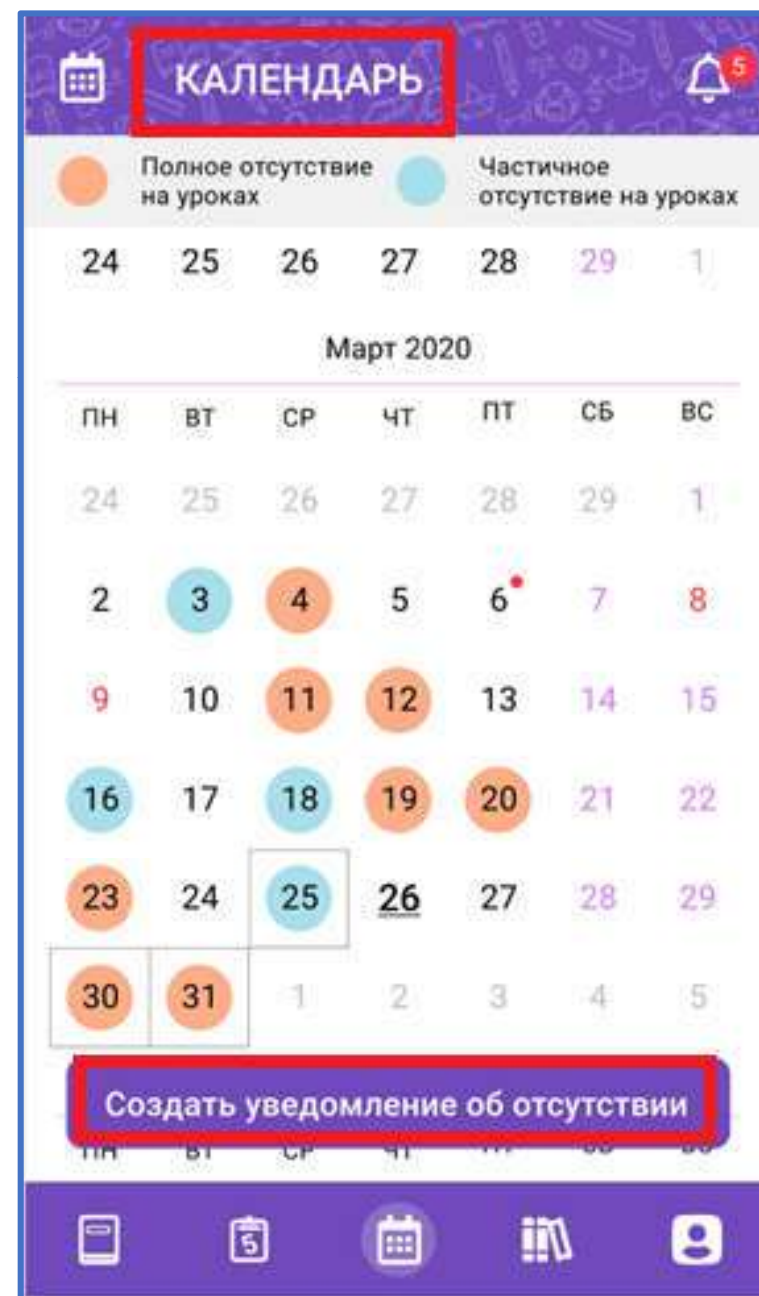 КАЛЕНДАРЬ
5
Полное отсутствие на уроках
Частичное отсутствие на уроках
24 25 26 27 28 29 1
Март 2020
ПН ВТ СР ЧТ ПТ СБ ВС
24 25 26 27 28 29 1
2 3 4 5 6 7 8
9 10 11 12 13 14 15
16 17 18 19 20 21 22
23 24 25 26 27 28 29
30 31 1 2 3 4 5
Создать уведомление об отсутствии
5